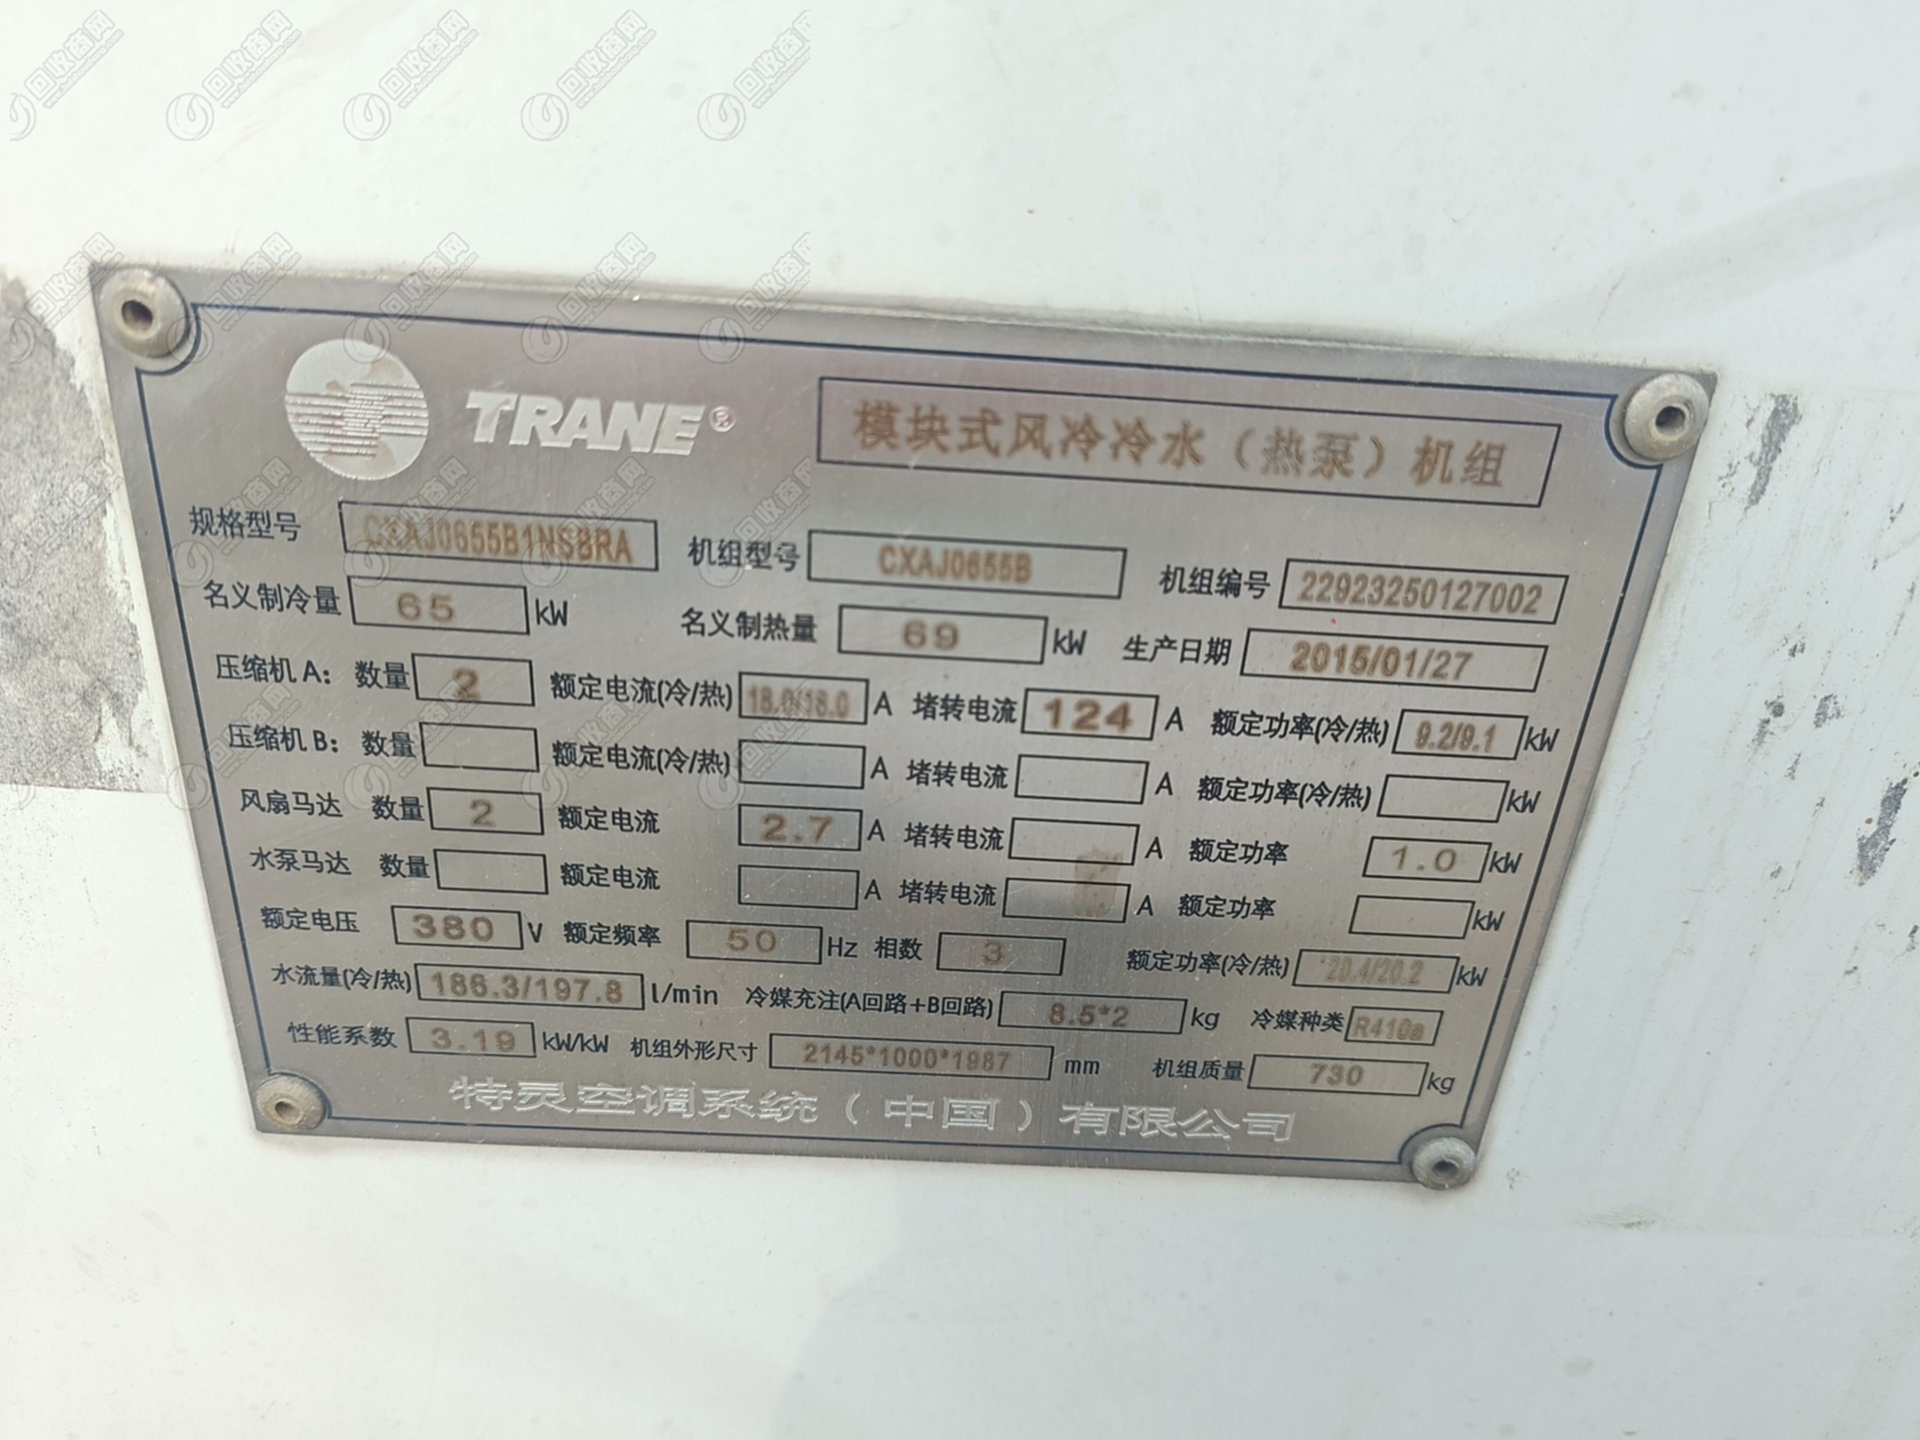 TRANE® 模块式风冷冷水（热泵）机组
规格型号 CXAJ0655B1NSBRA 机组型号 CXAJ0655B 机组编号 22923250127002
名义制冷量 65 kW 名义制热量 69 kW 生产日期 2015/01/27
压缩机 A: 数量 2 额定电流(冷/热) 18.0/18.0 A 堵转电流 124 A 额定功率(冷/热) 9.2/9.1 kW
压缩机 B: 数量 额定电流(冷/热) A 堵转电流 A 额定功率(冷/热) kW
风扇马达 数量 2 额定电流 2.7 A 堵转电流 A 额定功率 1.0 kW
水泵马达 数量 额定电流 A 堵转电流 A 额定功率 kW
额定电压 380 V 额定频率 50 Hz 相数 3 额定功率(冷/热) 20.4/20.2 kW
水流量(冷/热) 186.3/197.8 l/min 冷媒充注(A回路+B回路) 8.5*2 kg 冷媒种类 R410a
性能系数 3.19 kW/kW 机组外形尺寸 2145*1000*1987 mm 机组质量 730 kg
特灵空调系统（中国）有限公司
回收商网